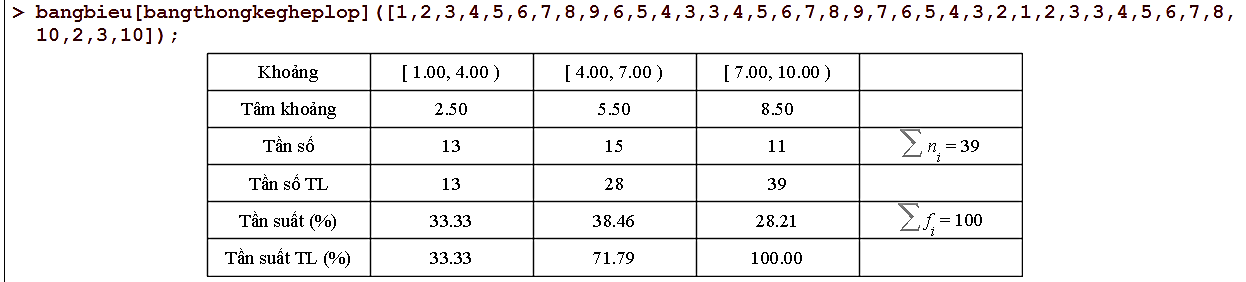 > bangbieu[bangthongkegheplop]([1,2,3,4,5,6,7,8,9,6,5,4,3,3,4,5,6,7,8,9,7,6,5,4,3,2,1,2,3,3,4,5,6,7,8,
10,2,3,10]);
Khoảng [ 1.00, 4.00 ) [ 4.00, 7.00 ) [ 7.00, 10.00 )
Tâm khoảng 2.50 5.50 8.50
Tần số 13 15 11 ∑ nᵢ = 39
Tần số TL 13 28 39
Tần suất (%) 33.33 38.46 28.21 ∑ fᵢ = 100
Tần suất TL (%) 33.33 71.79 100.00